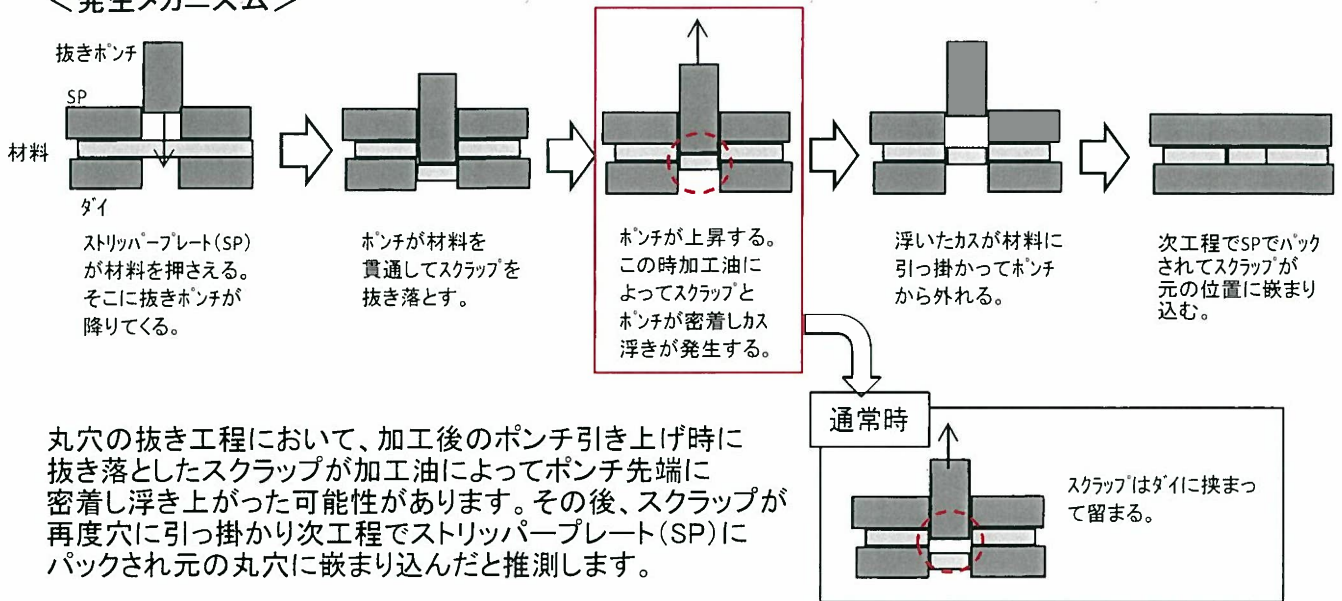 <発生メカニズム>
抜きポンチ
SP
材料
ダイ
ストリッパープレート(SP)
が材料を押さえる。
そこに抜きポンチが
降りてくる。
ポンチが材料を
貫通してスクラップを
抜き落とす。
ポンチが上昇する。
この時加工油に
よってスクラップと
ポンチが密着しカス
浮きが発生する。
浮いたカスが材料に
引っ掛かってポンチ
から外れる。
次工程でSPでパック
されてスクラップが
元の位置に嵌まり
込む。
通常時
スクラップはダイに挟まっ
て留まる。
丸穴の抜き工程において、加工後のポンチ引き上げ時に
抜き落としたスクラップが加工油によってポンチ先端に
密着し浮き上がった可能性があります。その後、スクラップが
再度穴に引っ掛かり次工程でストリッパープレート(SP)に
パックされ元の丸穴に嵌まり込んだと推測します。